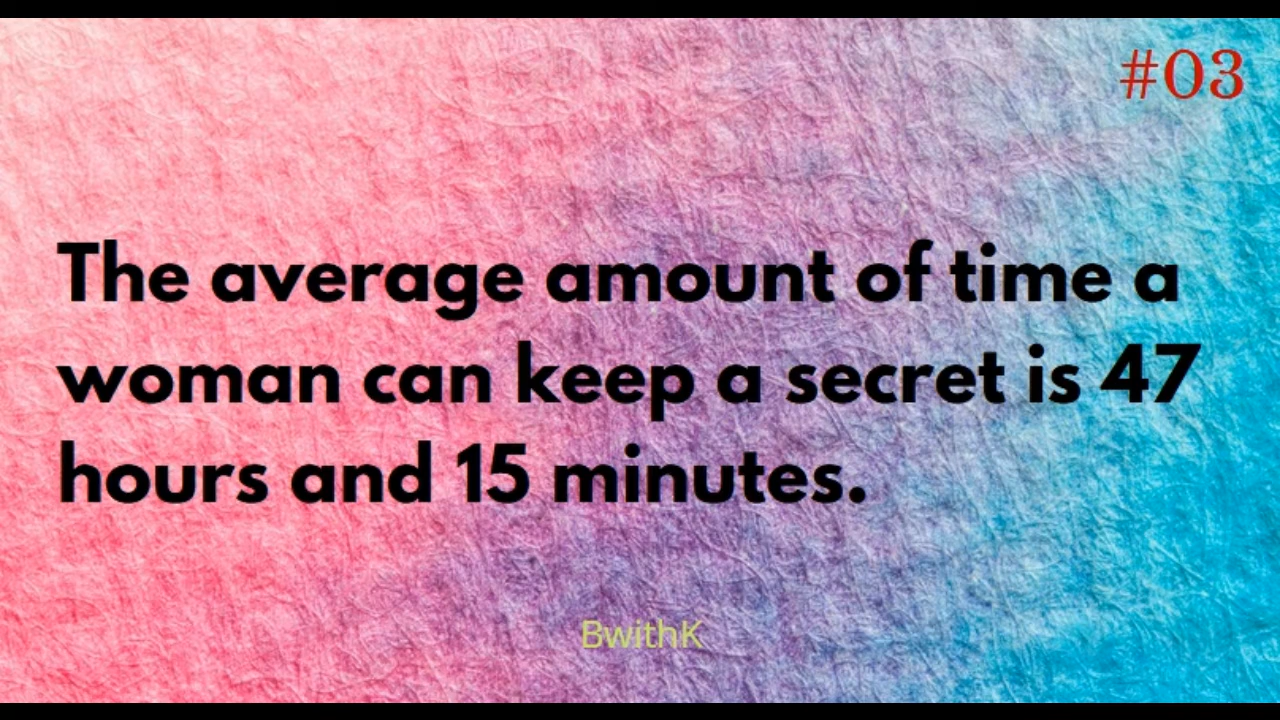 #03
The average amount of time a
woman can keep a secret is 47
hours and 15 minutes.
BwithK